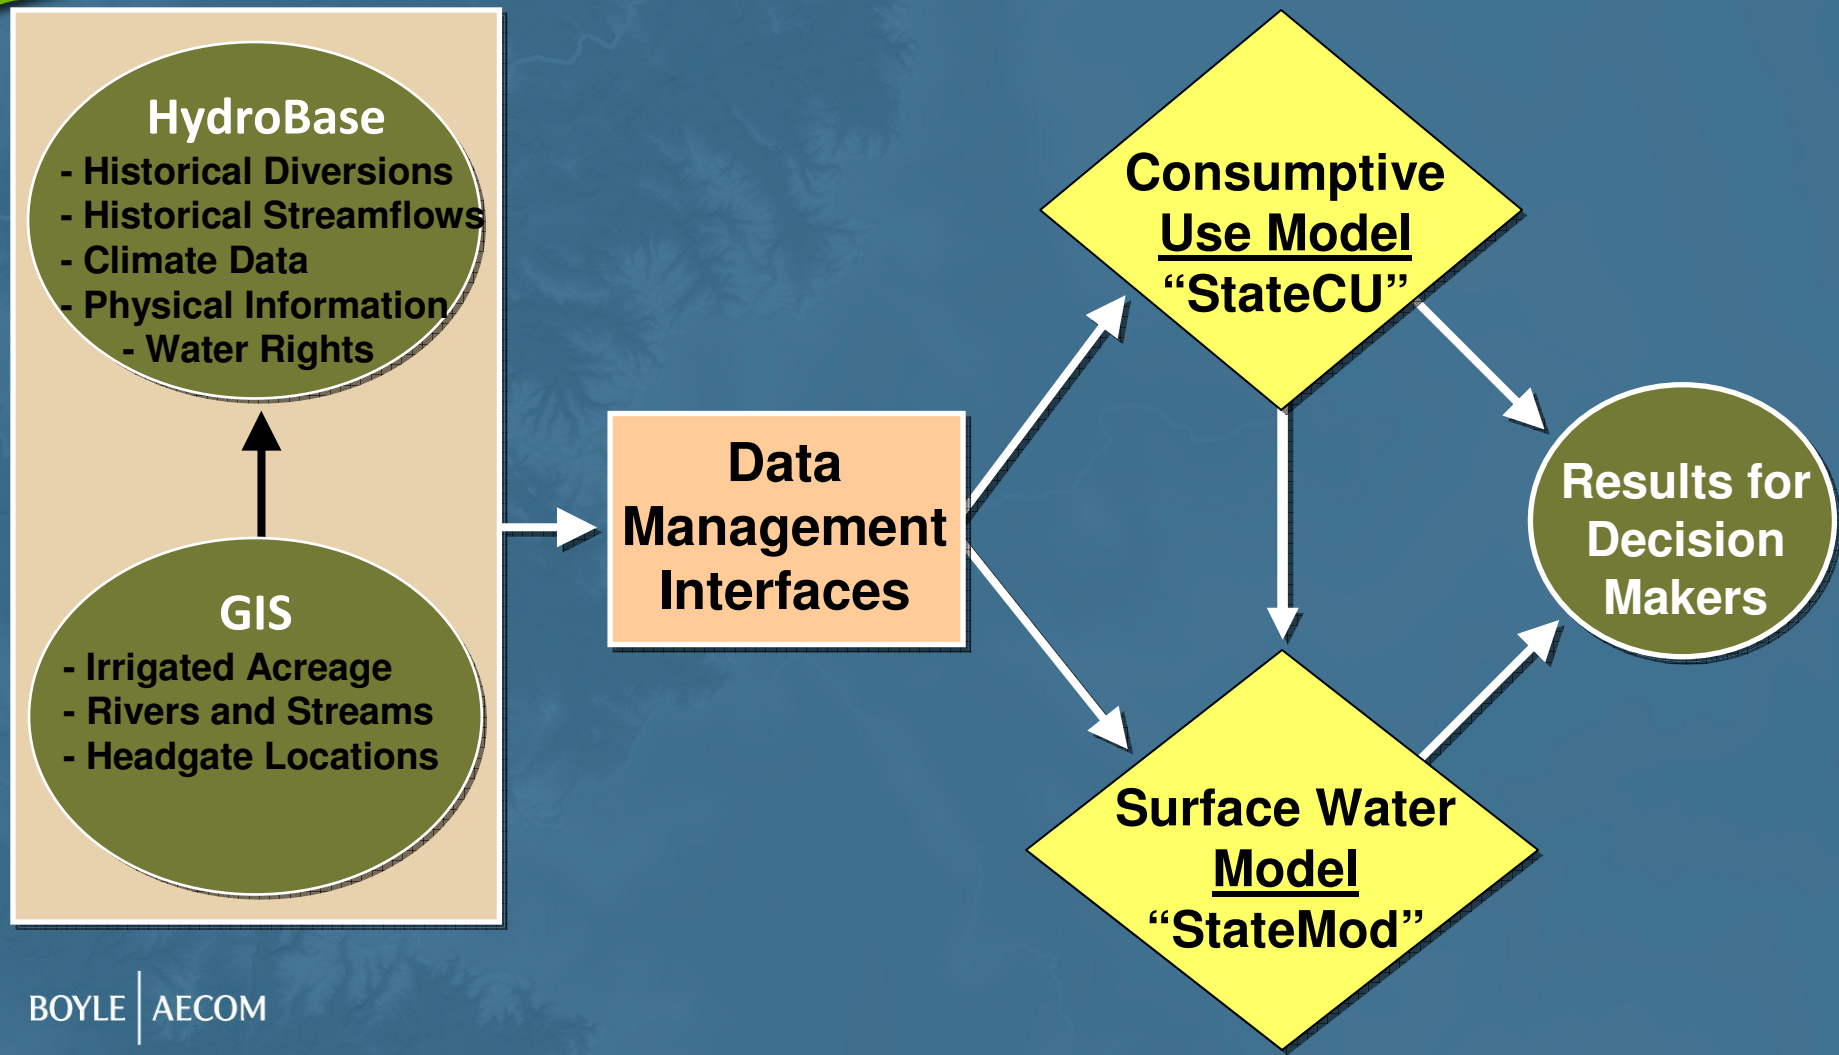 HydroBase
- Historical Diversions
- Historical Streamflows
- Climate Data
- Physical Information
- Water Rights
GIS
- Irrigated Acreage
- Rivers and Streams
- Headgate Locations
Data
Management
Interfaces
Consumptive
Use Model
“StateCU”
Surface Water
Model
“StateMod”
Results for
Decision
Makers
BOYLE | AECOM